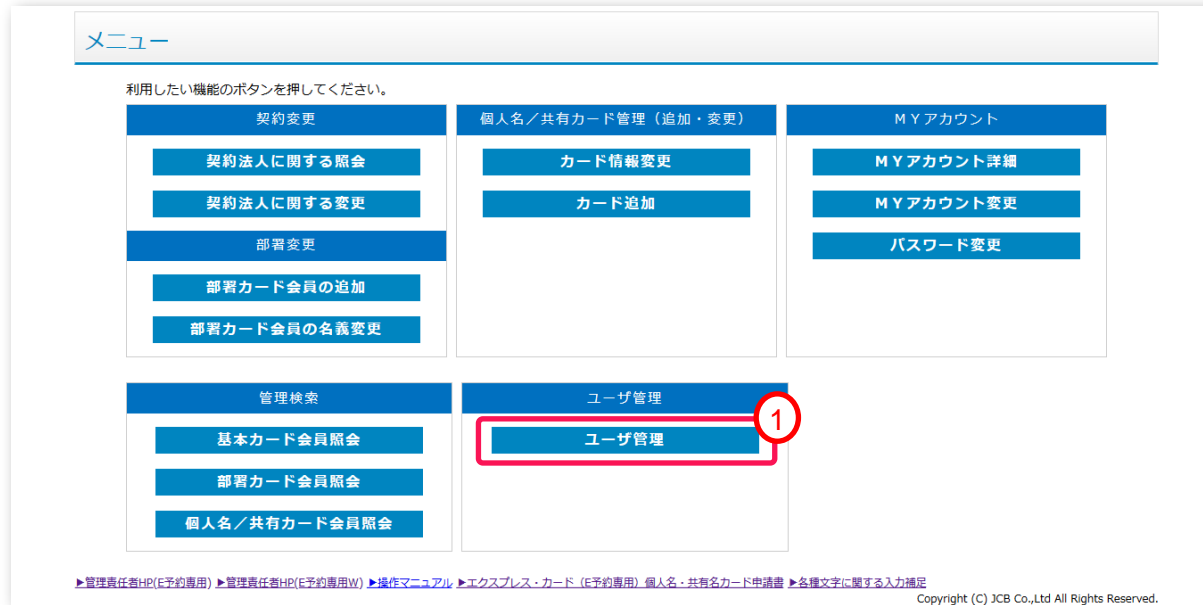 メニュー
利用したい機能のボタンを押してください。
契約変更
契約法人に関する照会
契約法人に関する変更
部署変更
部署カード会員の追加
部署カード会員の名義変更
個人名／共有カード管理（追加・変更）
カード情報変更
カード追加
ＭＹアカウント
ＭＹアカウント詳細
ＭＹアカウント変更
パスワード変更
管理検索
基本カード会員照会
部署カード会員照会
個人名／共有カード会員照会
ユーザ管理
1
ユーザ管理
▶管理責任者HP(E予約専用) ▶管理責任者HP(E予約専用W) ▶操作マニュアル ▶エクスプレス・カード（E予約専用）個人名・共有名カード申請書 ▶各種文字に関する入力補足
Copyright (C) JCB Co.,Ltd All Rights Reserved.